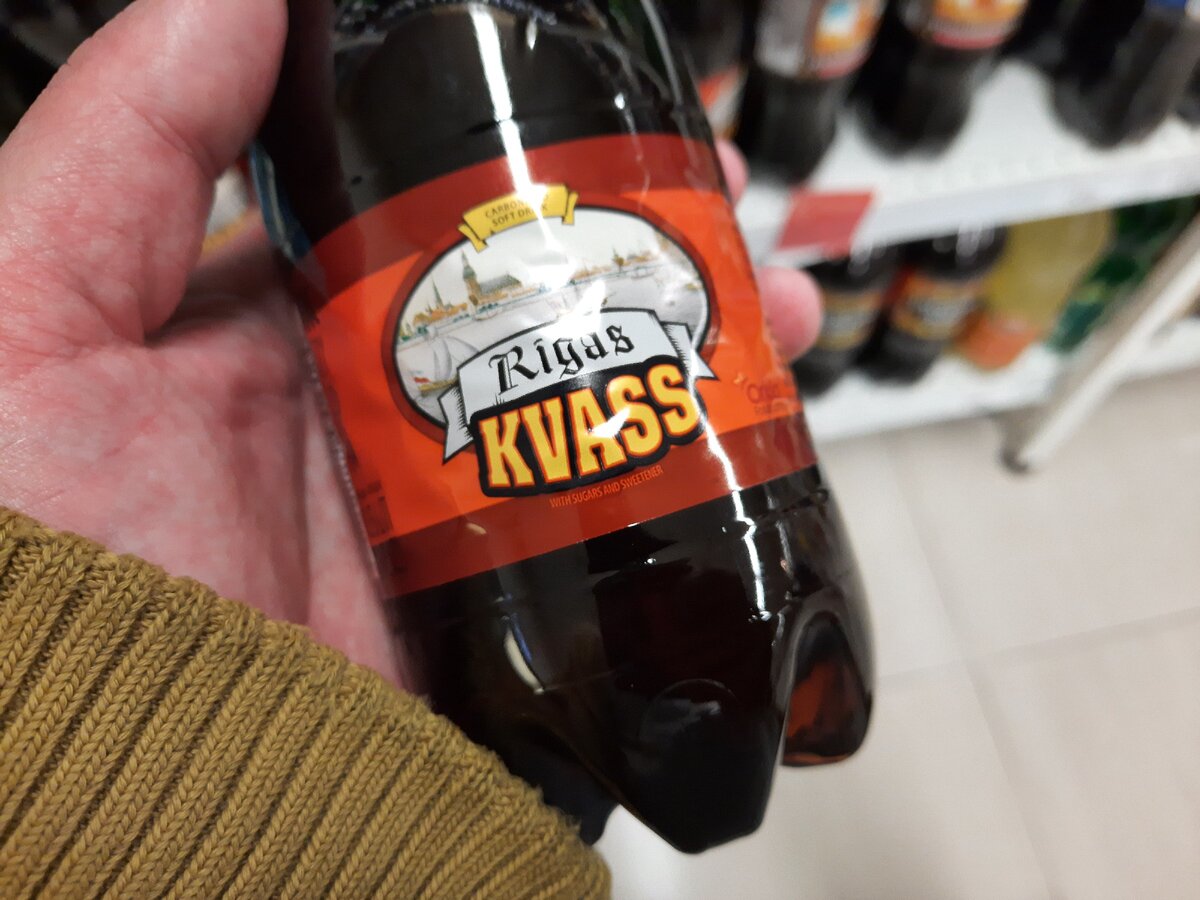 CARBONATED
SOFT DRINK
Rigas
KVASS
WITH SUGARS AND SWEETENER